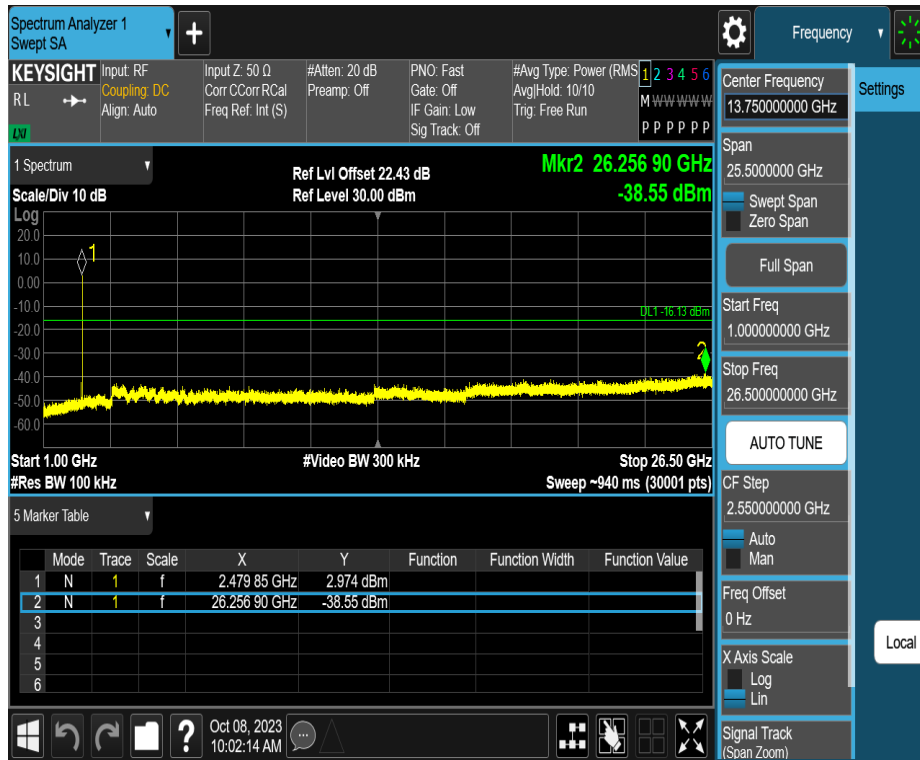 Spectrum Analyzer 1
Swept SA
+
Frequency
KEYSIGHT
RL
LXI
Input: RF
Coupling: DC
Align: Auto
Input Z: 50 Ω
Corr CCorr RCal
Freq Ref: Int (S)
#Atten: 20 dB
Preamp: Off
PNO: Fast
Gate: Off
IF Gain: Low
Sig Track: Off
#Avg Type: Power (RMS
Avg|Hold: 10/10
Trig: Free Run
1 2 3 4 5 6
M W W W W W
P P P P P P
1 Spectrum
Scale/Div 10 dB
Ref Lvl Offset 22.43 dB
Ref Level 30.00 dBm
Mkr2 26.256 90 GHz
-38.55 dBm
Log
20.0
10.0
0.00
-10.0
-20.0
-30.0
-40.0
-50.0
-60.0
1
DL1 -16.13 dBm
2
Start 1.00 GHz
#Video BW 300 kHz
Stop 26.50 GHz
#Res BW 100 kHz
Sweep ~940 ms (30001 pts)
5 Marker Table
Mode Trace Scale X Y Function Function Width Function Value
1 N 1 f 2.479 85 GHz 2.974 dBm
2 N 1 f 26.256 90 GHz -38.55 dBm
3
4
5
6
?
Oct 08, 2023
10:02:14 AM
Center Frequency
13.750000000 GHz
Span
25.5000000 GHz
Swept Span
Zero Span
Full Span
Start Freq
1.000000000 GHz
Stop Freq
26.50000000 GHz
AUTO TUNE
CF Step
2.550000000 GHz
Auto
Man
Freq Offset
0 Hz
X Axis Scale
Log
Lin
Signal Track
(Span Zoom)
Settings
Local